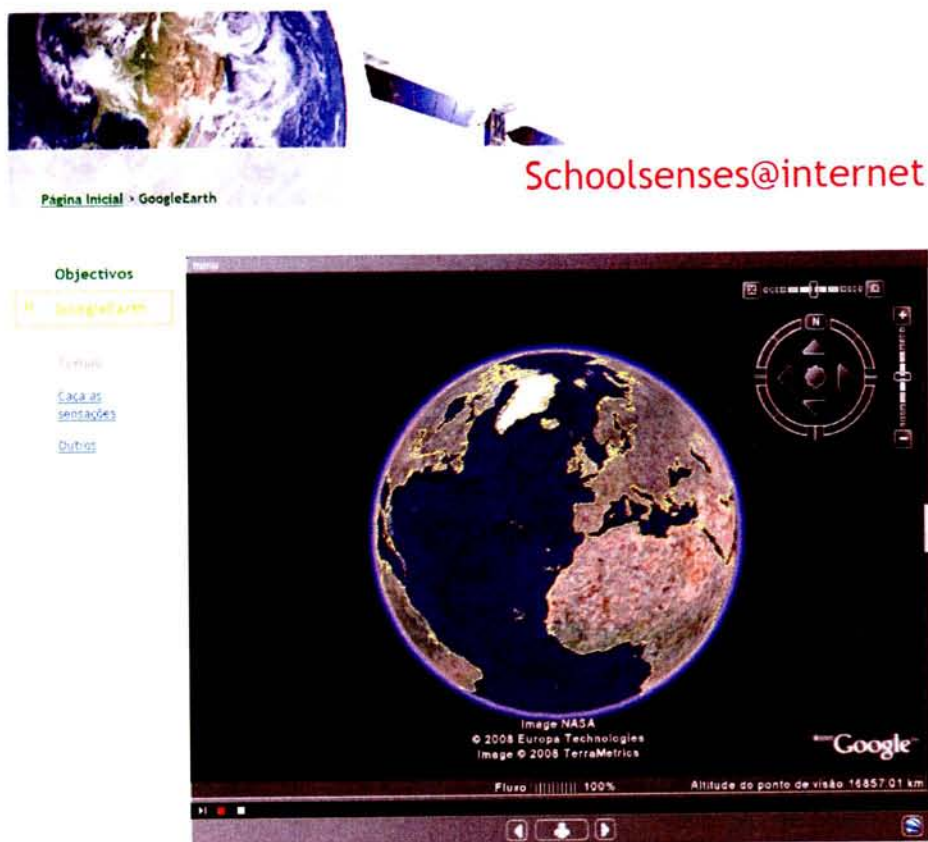 Schoolsenses@internet
Página Inicial > GoogleEarth
Objectivos
GoogleEarth
Caça as
sensações
Outros
N
Image NASA
© 2008 Europa Technologies
Image © 2008 TerraMetrics
Google
Fluxo |||||||||| 100%
Altitude do ponto de visão 16857.01 km